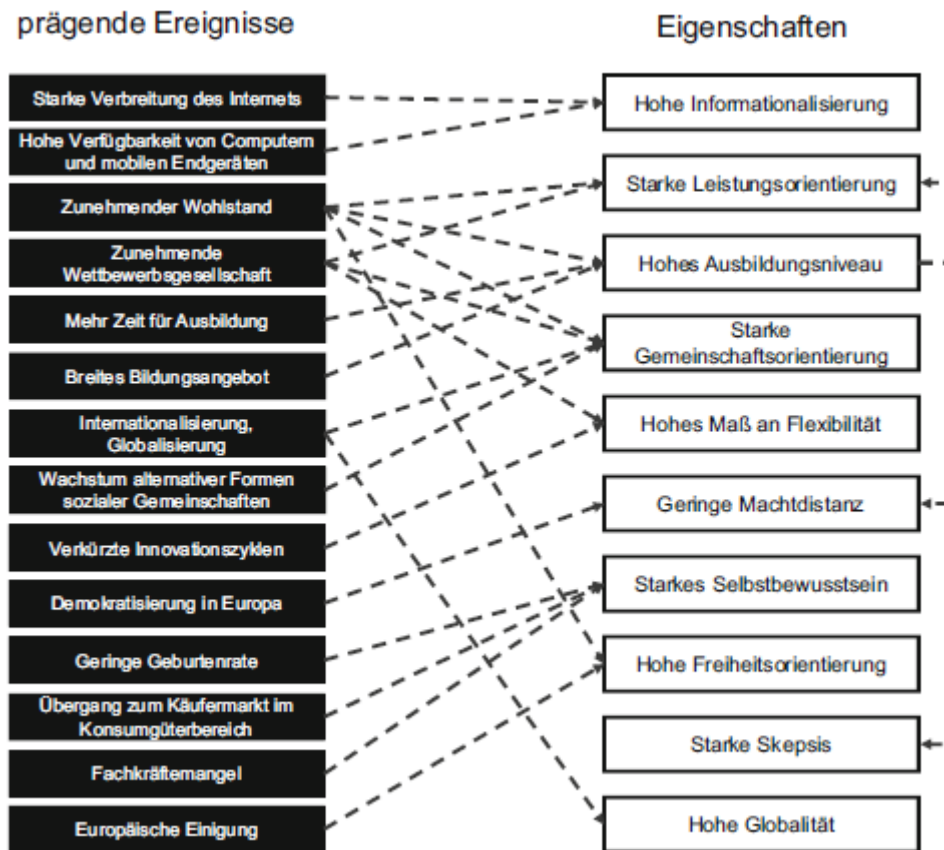 prägende Ereignisse
Starke Verbreitung des Internets
Hohe Verfügbarkeit von Computern
und mobilen Endgeräten
Zunehmender Wohlstand
Zunehmende
Wettbewerbsgesellschaft
Mehr Zeit für Ausbildung
Breites Bildungsangebot
Internationalisierung,
Globalisierung
Wachstum alternativer Formen
sozialer Gemeinschaften
Verkürzte Innovationszyklen
Demokratisierung in Europa
Geringe Geburtenrate
Übergang zum Käufermarkt im
Konsumgüterbereich
Fachkräftemangel
Europäische Einigung
Eigenschaften
Hohe Informationalisierung
Starke Leistungsorientierung
Hohes Ausbildungsniveau
Starke
Gemeinschaftsorientierung
Hohes Maß an Flexibilität
Geringe Machtdistanz
Starkes Selbstbewusstsein
Hohe Freiheitsorientierung
Starke Skepsis
Hohe Globalität